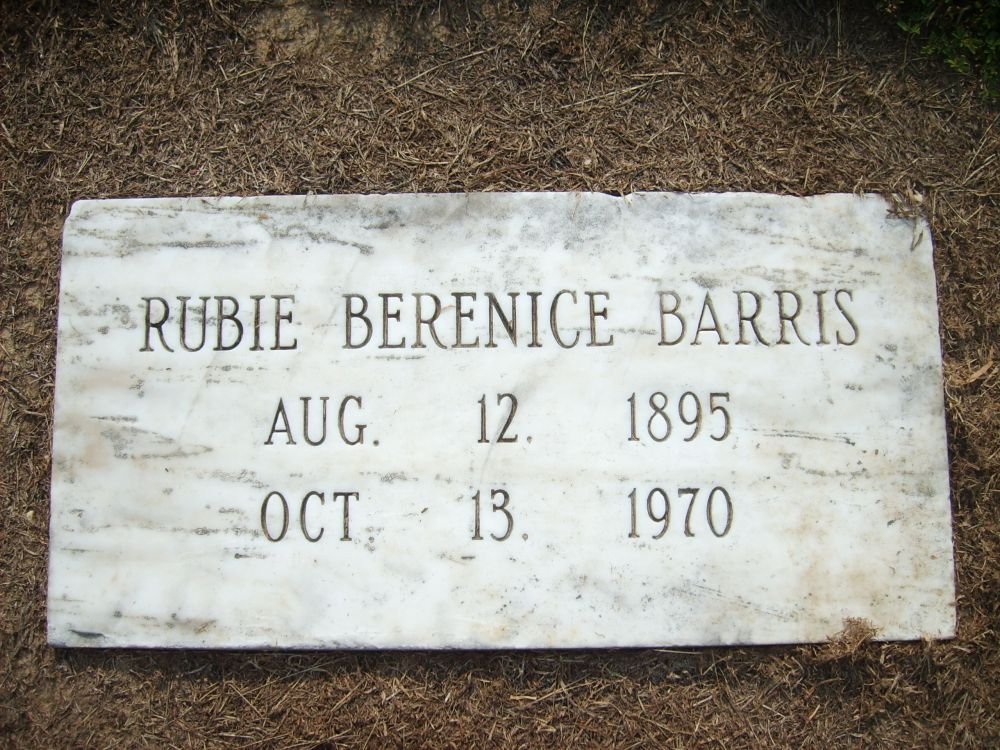 RUBIE BERENICE BARRIS
AUG. 12. 1895
OCT 13. 1970